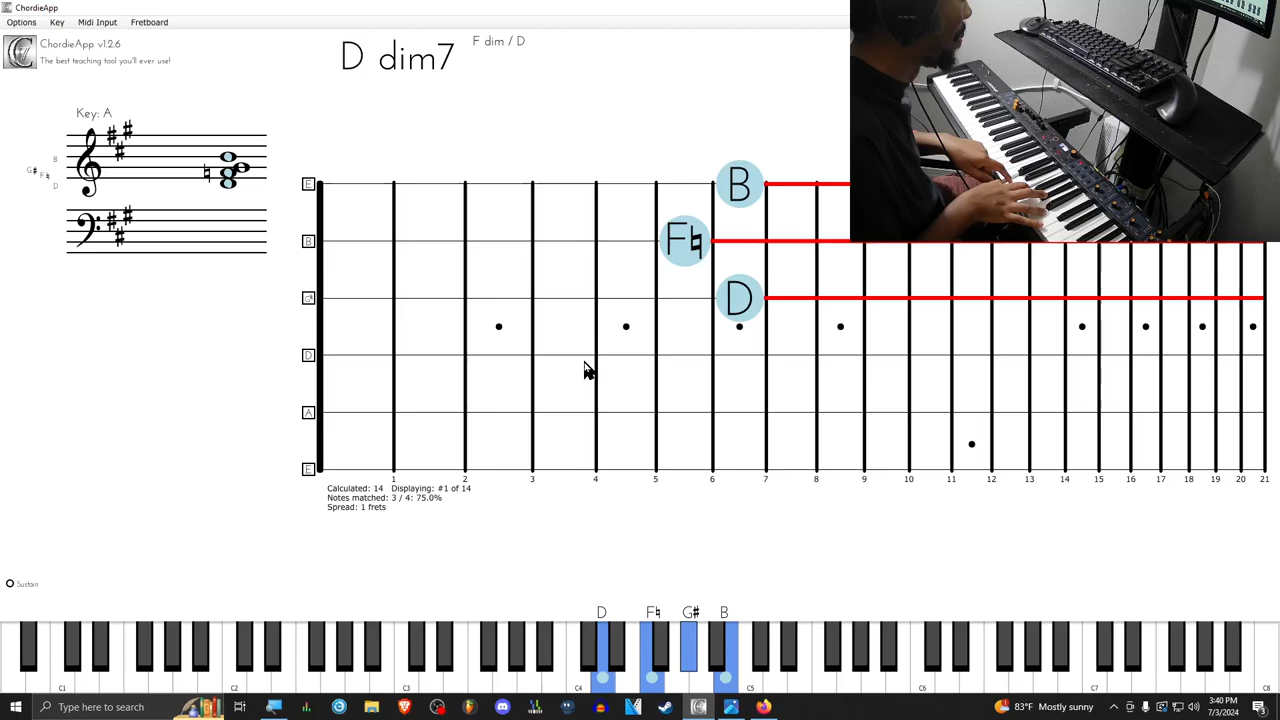 ChordieApp
Options Key Midi Input Fretboard
ChordieApp v1.2.6
The best teaching tool you'll ever use!
D dim7
F dim / D
Key: A
B
G# F♮
D
E
B
G#
D
A
E
B
F♮
D
1 2 3 4 5 6 7 8 9 10 11 12 13 14 15 16 17 18 19 20 21
Calculated: 14 Displaying: #1 of 14
Notes matched: 3 / 4: 75.0%
Spread: 1 frets
Sustain
D F♮ G# B
C1 C2 C3 C4 C5 C6 C7 C8
Type here to search
83°F Mostly sunny
3:40 PM
7/3/2024